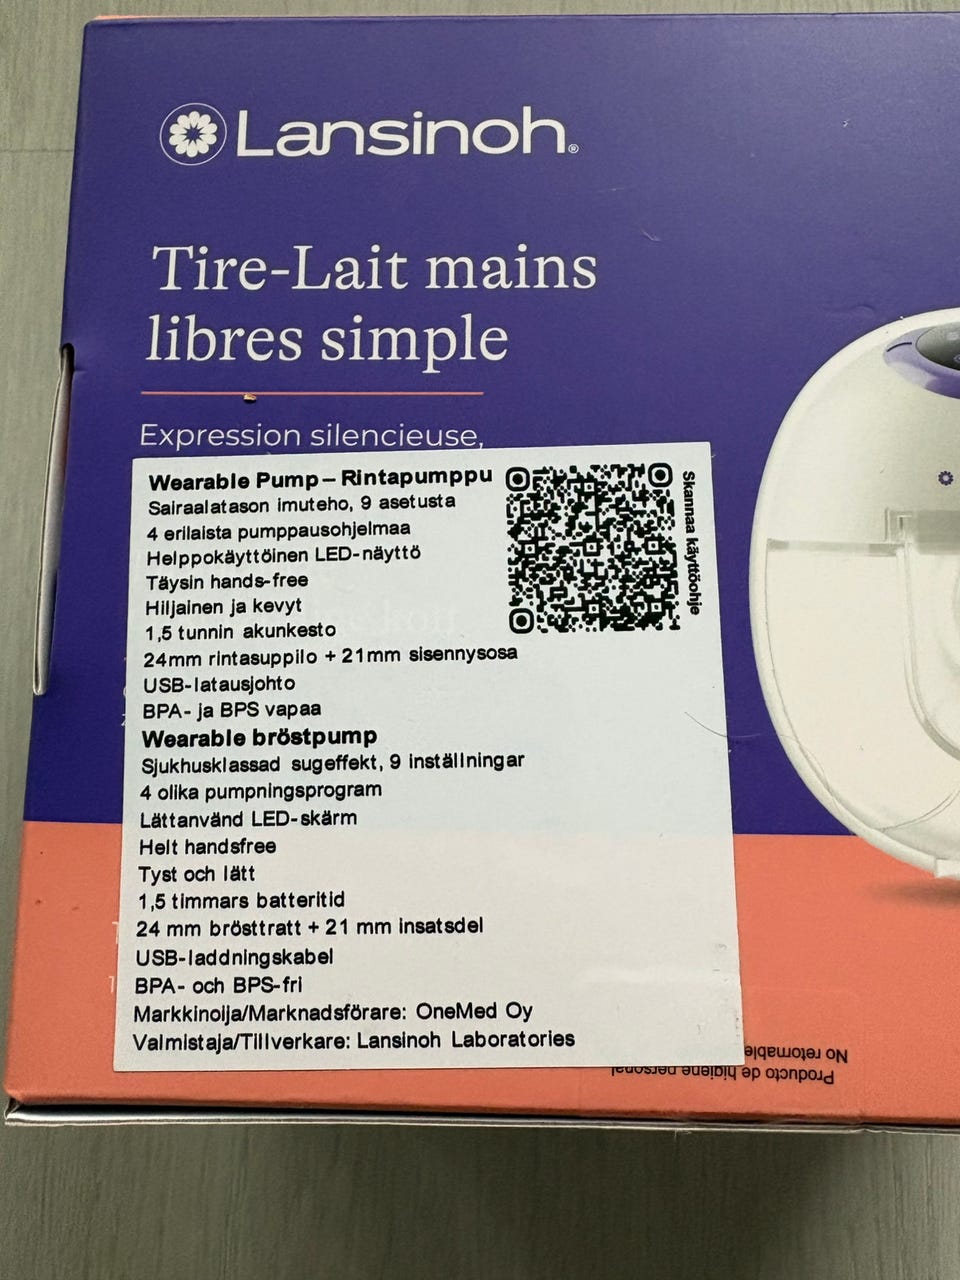 Lansinoh®
Tire-Lait mains
libres simple
Expression silencieuse,
Wearable Pump – Rintapumppu
Sairaalatason imuteho, 9 asetusta
4 erilaista pumppausohjelmaa
Helppokäyttöinen LED-näyttö
Täysin hands-free
Hiljainen ja kevyt
1,5 tunnin akunkesto
24mm rintasuppilo + 21mm sisennysosa
USB-latausjohto
BPA- ja BPS vapaa
Skannaa käyttöohje
Wearable bröstpump
Sjukhusklassad sugeffekt, 9 inställningar
4 olika pumpningsprogram
Lättanvänd LED-skärm
Helt handsfree
Tyst och lätt
1,5 timmars batteritid
24 mm brösttratt + 21 mm insatsdel
USB-laddningskabel
BPA- och BPS-fri
Markkinoija/Marknadsförare: OneMed Oy
Valmistaja/Tillverkare: Lansinoh Laboratories
Producto de higiene personal
No retornable